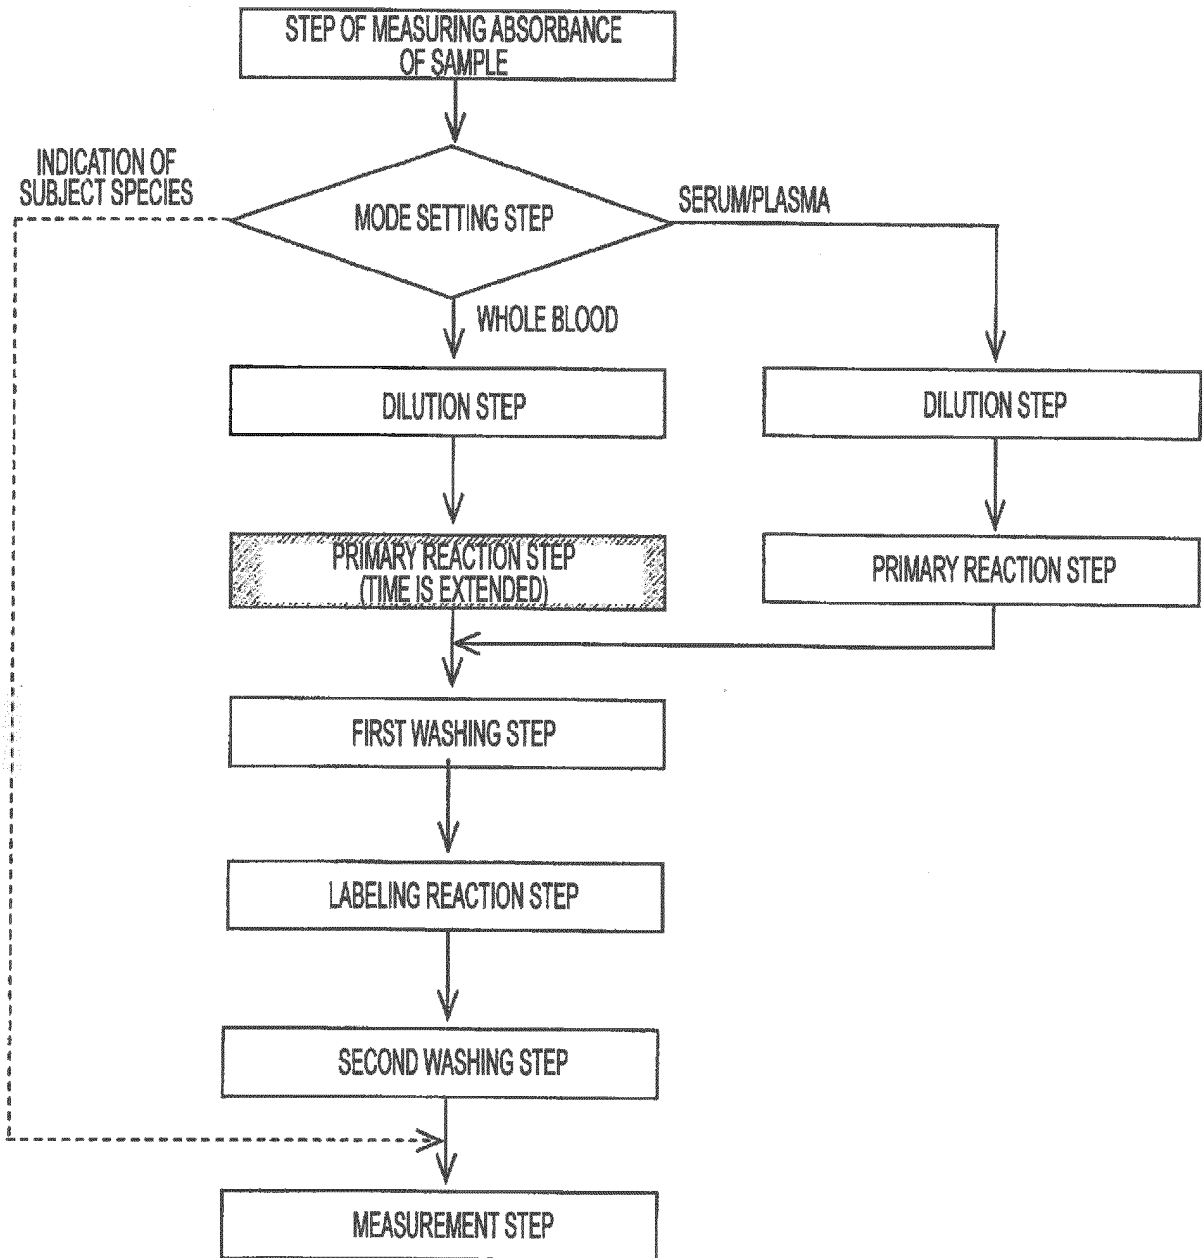 STEP OF MEASURING ABSORBANCE
OF SAMPLE
INDICATION OF
SUBJECT SPECIES
MODE SETTING STEP
SERUM/PLASMA
WHOLE BLOOD
DILUTION STEP
DILUTION STEP
PRIMARY REACTION STEP
(TIME IS EXTENDED)
PRIMARY REACTION STEP
FIRST WASHING STEP
LABELING REACTION STEP
SECOND WASHING STEP
MEASUREMENT STEP